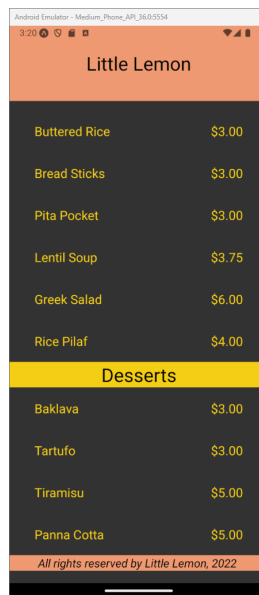 Android Emulator - Medium_Phone_API_36.0:5554
3:20
Little Lemon
Buttered Rice $3.00
Bread Sticks $3.00
Pita Pocket $3.00
Lentil Soup $3.75
Greek Salad $6.00
Rice Pilaf $4.00
Desserts
Baklava $3.00
Tartufo $3.00
Tiramisu $5.00
Panna Cotta $5.00
All rights reserved by Little Lemon, 2022